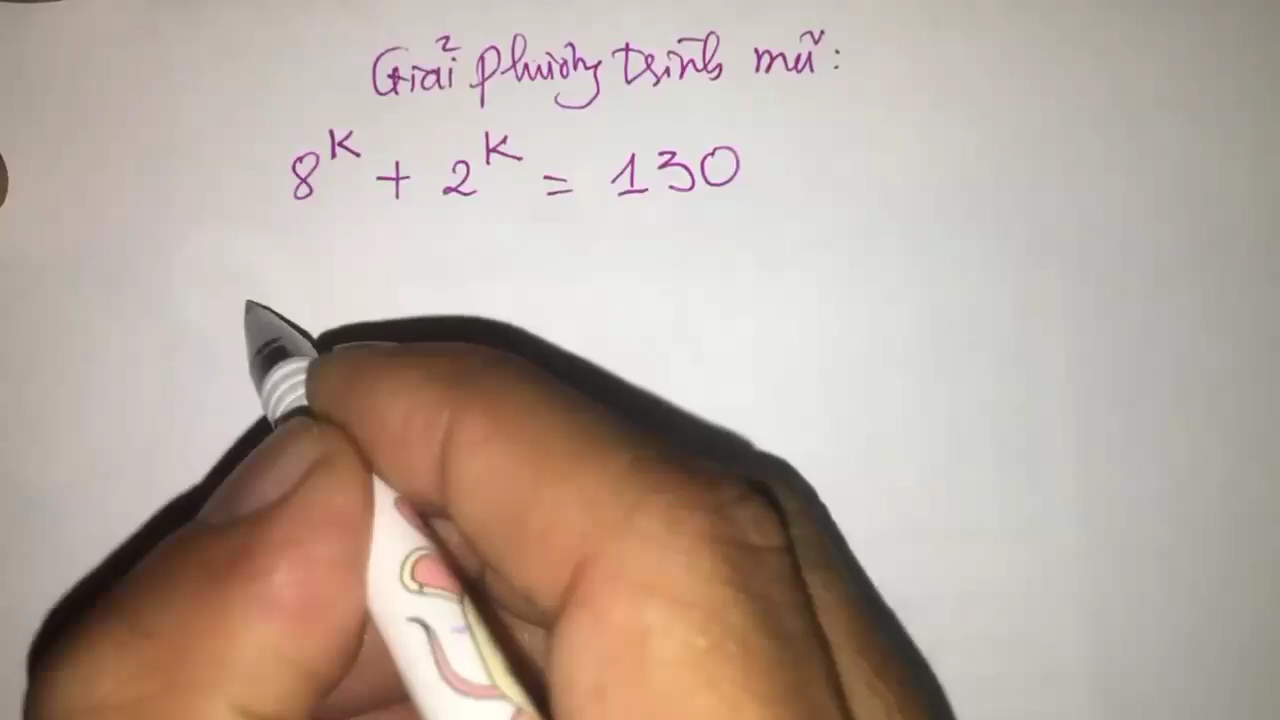 Giải phương trình mũ:
8^K + 2^K = 130